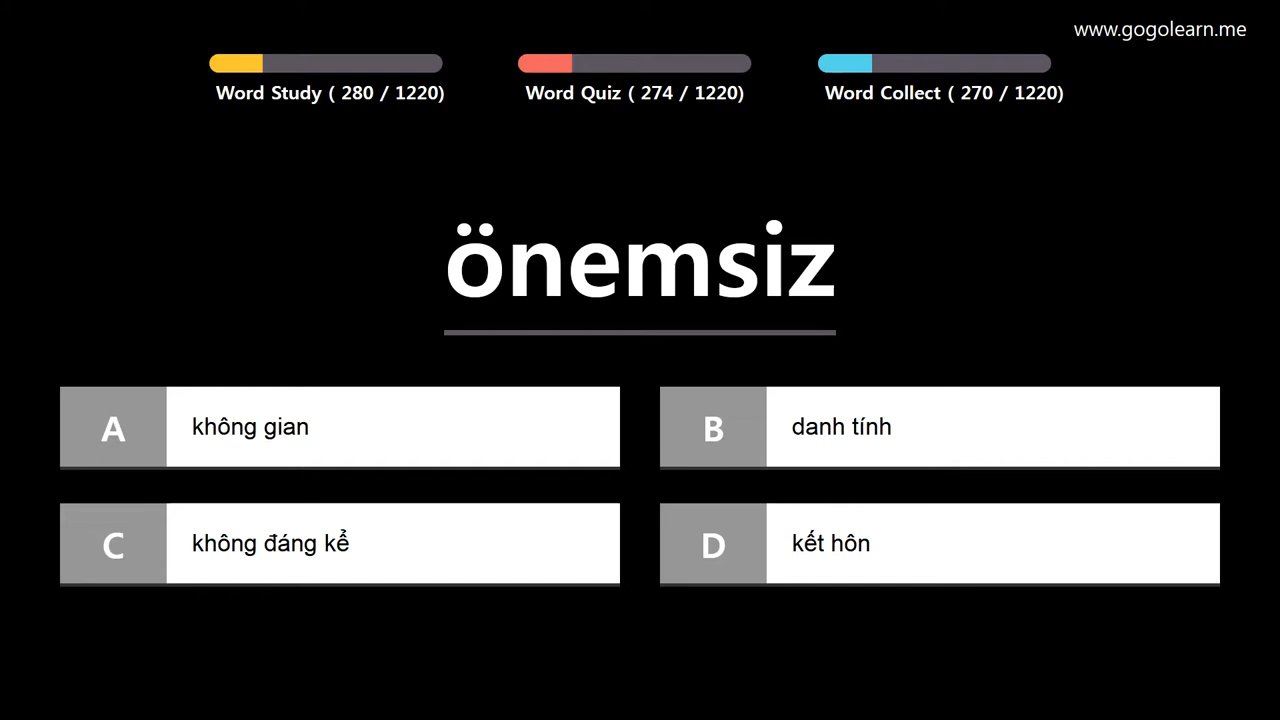 www.gogolearn.me
Word Study ( 280 / 1220)
Word Quiz ( 274 / 1220)
Word Collect ( 270 / 1220)
önemsiz
A
không gian
B
danh tính
C
không đáng kể
D
kết hôn